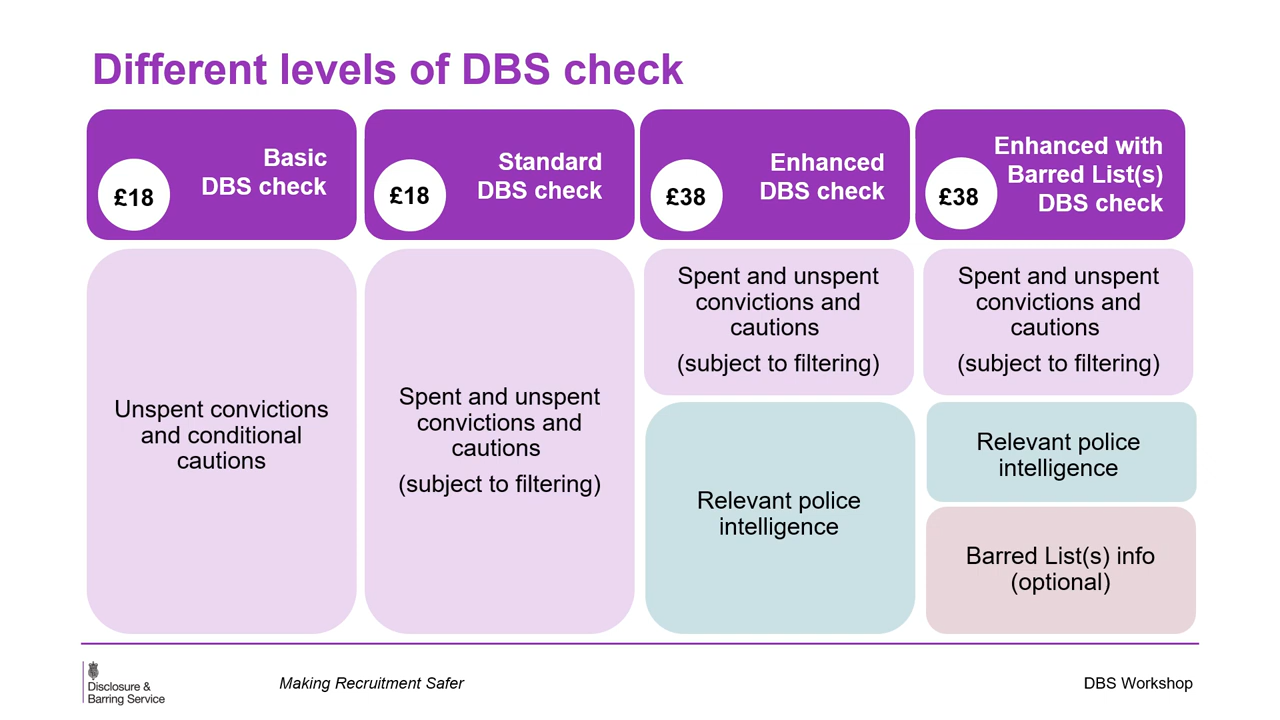 Different levels of DBS check
£18
Basic
DBS check
£18
Standard
DBS check
£38
Enhanced
DBS check
£38
Enhanced with
Barred List(s)
DBS check
Unspent convictions
and conditional
cautions
Spent and unspent
convictions and
cautions
(subject to filtering)
Spent and unspent
convictions and
cautions
(subject to filtering)
Relevant police
intelligence
Spent and unspent
convictions and
cautions
(subject to filtering)
Relevant police
intelligence
Barred List(s) info
(optional)
Disclosure &
Barring Service
Making Recruitment Safer
DBS Workshop